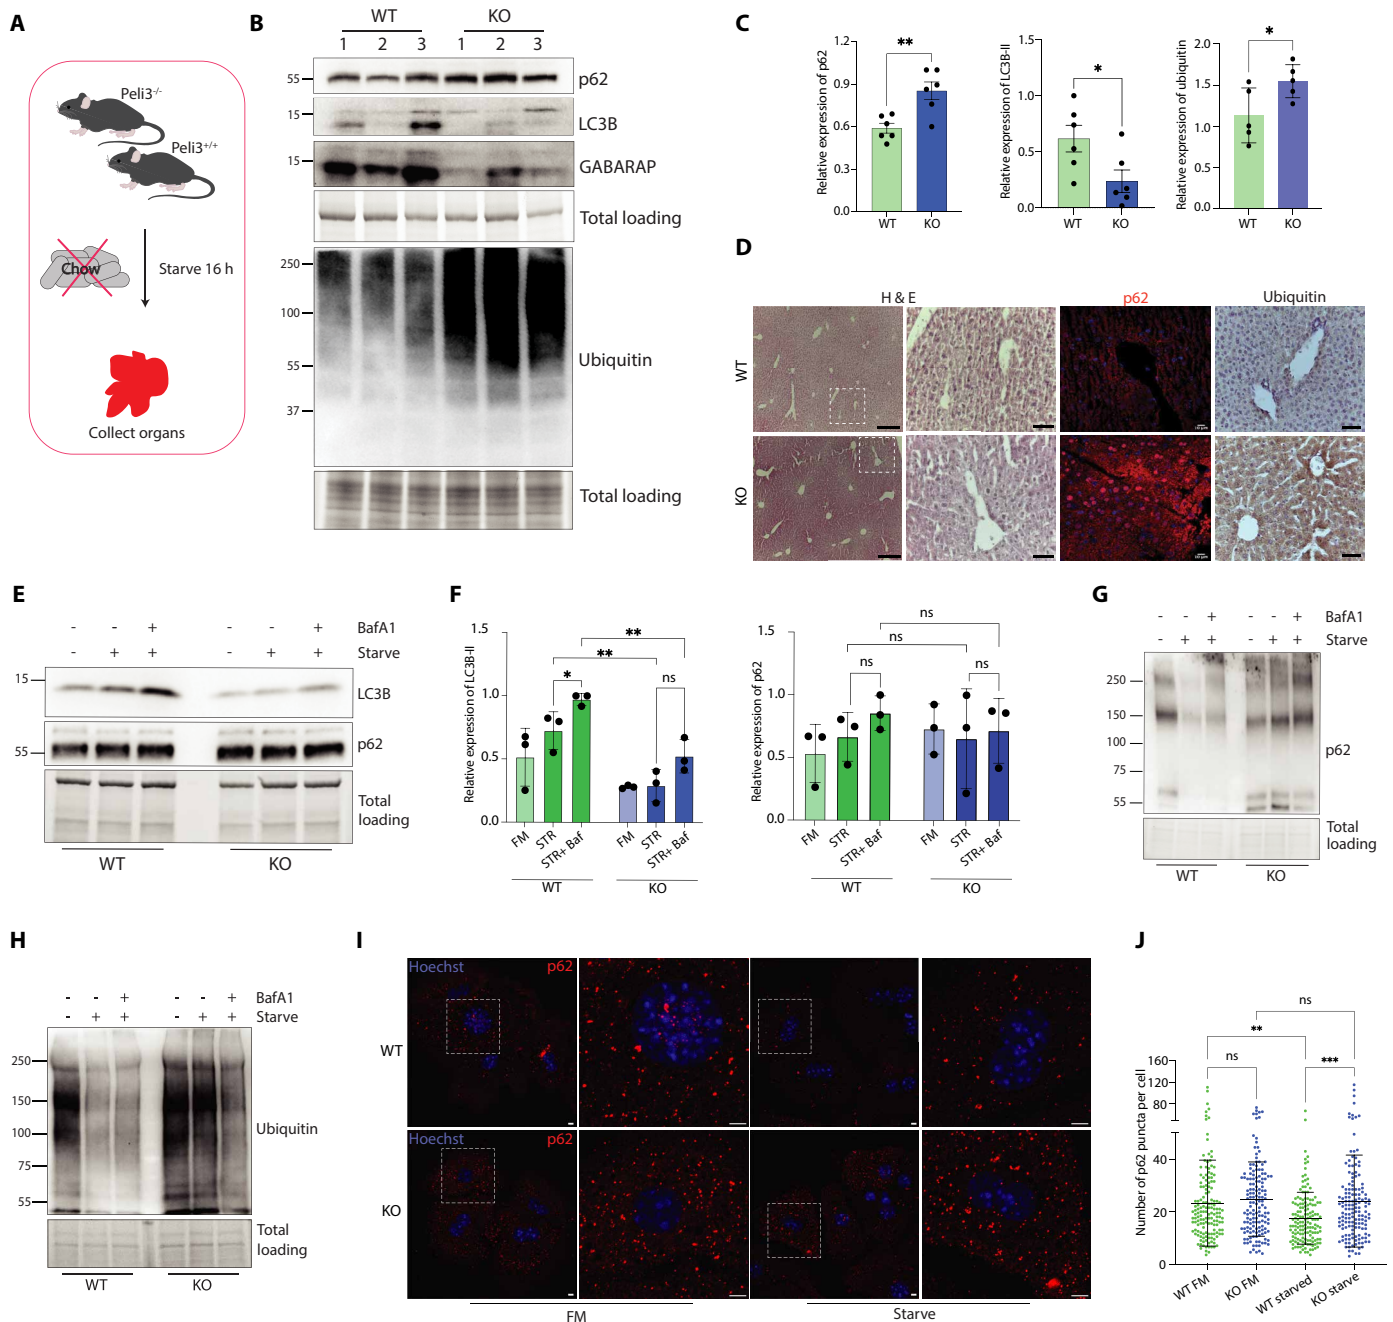 A
Peli3-/-
Peli3+/+
Chow
Starve 16 h
Collect organs
B
WT KO
1 2 3 1 2 3
55 p62
15 LC3B
15 GABARAP
Total loading
250
100
55
37
Ubiquitin
Total loading
C
Relative expression of p62
1.2
0.9
0.6
0.3
0.0
**
WT KO
Relative expression of LC3B-II
1.5
1.0
0.5
0.0
*
WT KO
Relative expression of ubiquitin
2.0
1.5
1.0
0.5
0.0
*
WT KO
D
H & E p62 Ubiquitin
WT
KO
E
- - + - - + BafA1
- + + - + + Starve
15 LC3B
55 p62
Total
loading
WT KO
F
Relative expression of LC3B-II
1.5
1.0
0.5
0.0
**
**
*
ns
FM STR STR+ Baf FM STR STR+ Baf
WT KO
Relative expression of p62
1.5
1.0
0.5
0.0
ns
ns
ns
ns
FM STR STR+ Baf FM STR STR+ Baf
WT KO
G
+ + BafA1
- + + - + + Starve
250
150
100
75
55
p62
Total
loading
WT KO
H
- + - + BafA1
- + + - + + Starve
250
150
100
75
55
Ubiquitin
Total
loading
WT KO
I
Hoechst p62
WT
Hoechst p62
KO
FM Starve
J
Number of p62 puncta per cell
160
120
80
40
20
0
ns
**
ns
***
WT FM KO FM WT starved KO starve